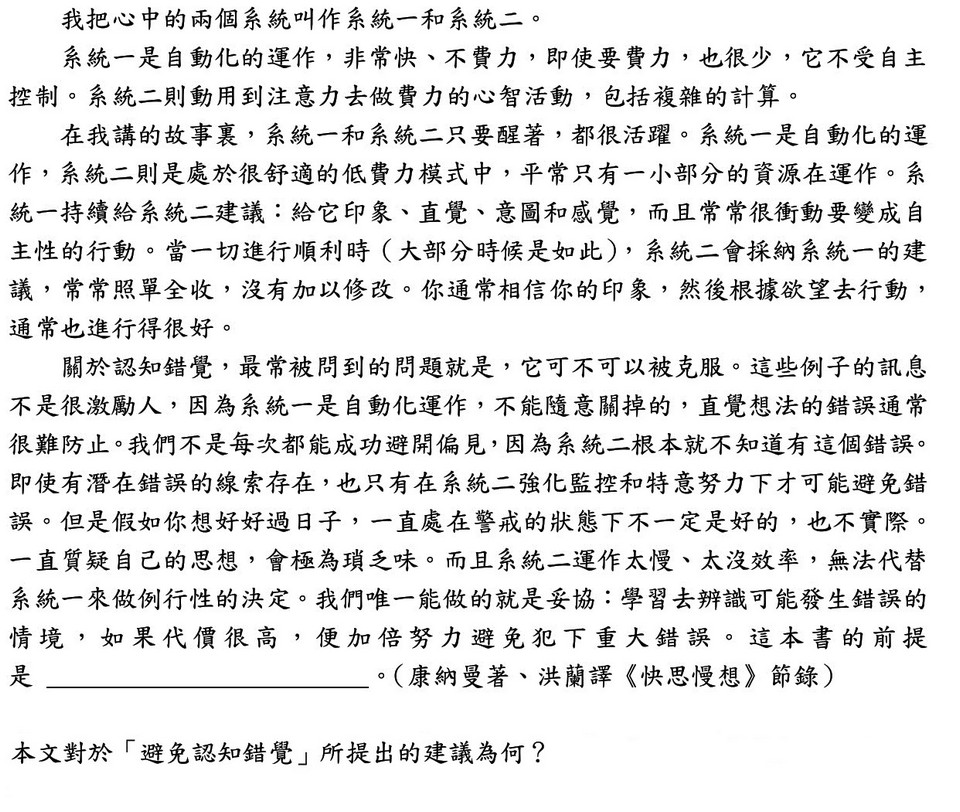 我把心中的兩個系統叫作系統一和系統二。
系統一是自動化的運作，非常快、不費力，即使要費力，也很少，它不受自主
控制。系統二則動用到注意力去做費力的心智活動，包括複雜的計算。
在我講的故事裏，系統一和系統二只要醒著，都很活躍。系統一是自動化的運
作，系統二則是處於很舒適的低費力模式中，平常只有一小部分的資源在運作。系
統一持續給系統二建議：給它印象、直覺、意圖和感覺，而且常常很衝動要變成自
主性的行動。當一切進行順利時（大部分時候是如此），系統二會採納系統一的建
議，常常照單全收，沒有加以修改。你通常相信你的印象，然後根據欲望去行動，
通常也進行得很好。
關於認知錯覺，最常被問到的問題就是，它可不可以被克服。這些例子的訊息
不是很激勵人，因為系統一是自動化運作，不能隨意關掉的，直覺想法的錯誤通常
很難防止。我們不是每次都能成功避開偏見，因為系統二根本就不知道有這個錯誤。
即使有潛在錯誤的線索存在，也只有在系統二強化監控和特意努力下才可能避免錯
誤。但是假如你想好好過日子，一直處在警戒的狀態下不一定是好的，也不實際。
一直質疑自己的思想，會極為瑣乏味。而且系統二運作太慢、太沒效率，無法代替
系統一來做例行性的決定。我們唯一能做的就是妥協：學習去辨識可能發生錯誤的
情境，如果代價很高，便加倍努力避免犯下重大錯誤。這本書的前提
是 ＿＿＿＿＿＿＿＿＿＿＿＿。（康納曼著、洪蘭譯《快思慢想》節錄）
本文對於「避免認知錯覺」所提出的建議為何？